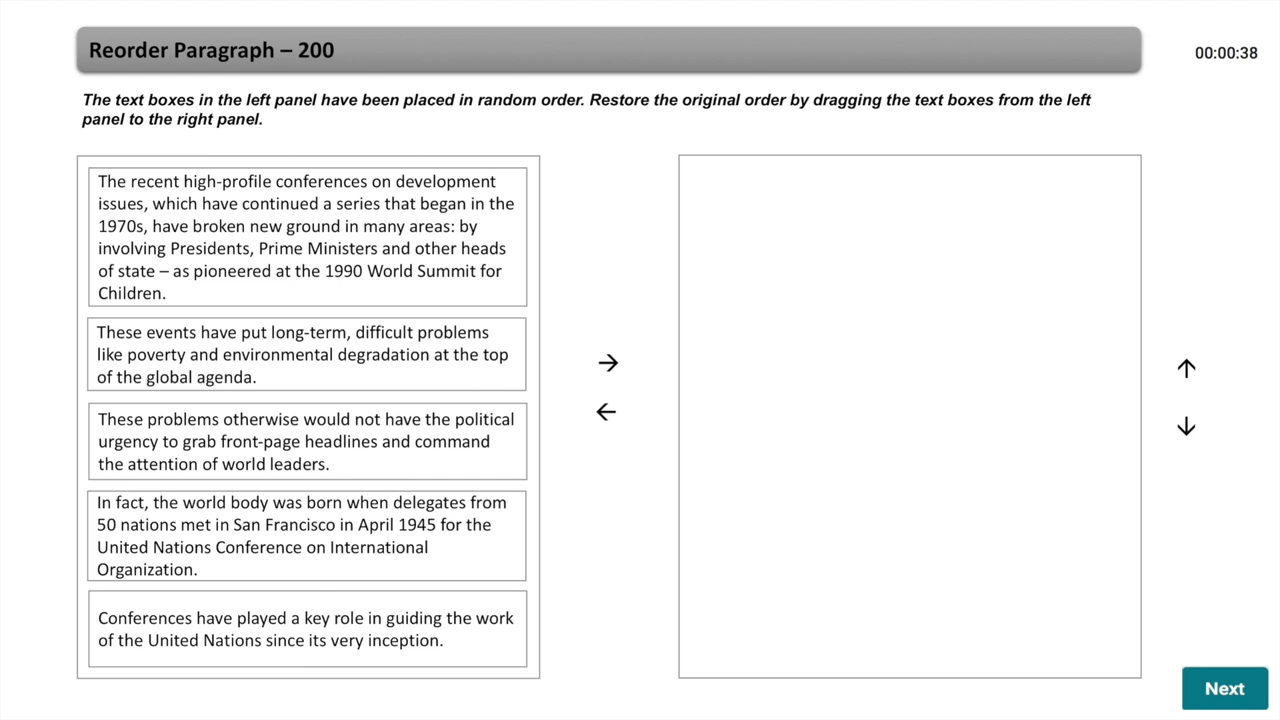 Reorder Paragraph – 200
00:00:38
The text boxes in the left panel have been placed in random order. Restore the original order by dragging the text boxes from the left
panel to the right panel.
The recent high-profile conferences on development
issues, which have continued a series that began in the
1970s, have broken new ground in many areas: by
involving Presidents, Prime Ministers and other heads
of state – as pioneered at the 1990 World Summit for
Children.
These events have put long-term, difficult problems
like poverty and environmental degradation at the top
of the global agenda.
These problems otherwise would not have the political
urgency to grab front-page headlines and command
the attention of world leaders.
In fact, the world body was born when delegates from
50 nations met in San Francisco in April 1945 for the
United Nations Conference on International
Organization.
Conferences have played a key role in guiding the work
of the United Nations since its very inception.
Next